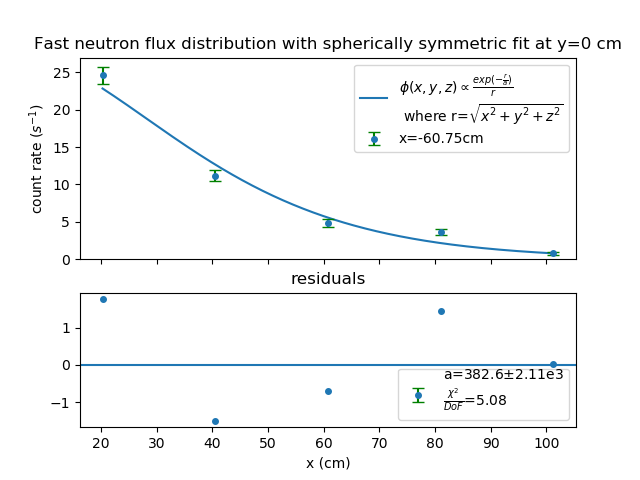 Fast neutron flux distribution with spherically symmetric fit at y=0 cm
25
20
15
10
5
0
count rate (s⁻¹)
ϕ(x, y, z) ∝ exp(−r/a)/r
where r=√x² + y² + z²
x=-60.75cm
residuals
1
0
−1
a=382.6±2.11e3
χ²/DoF=5.08
20 30 40 50 60 70 80 90 100
x (cm)